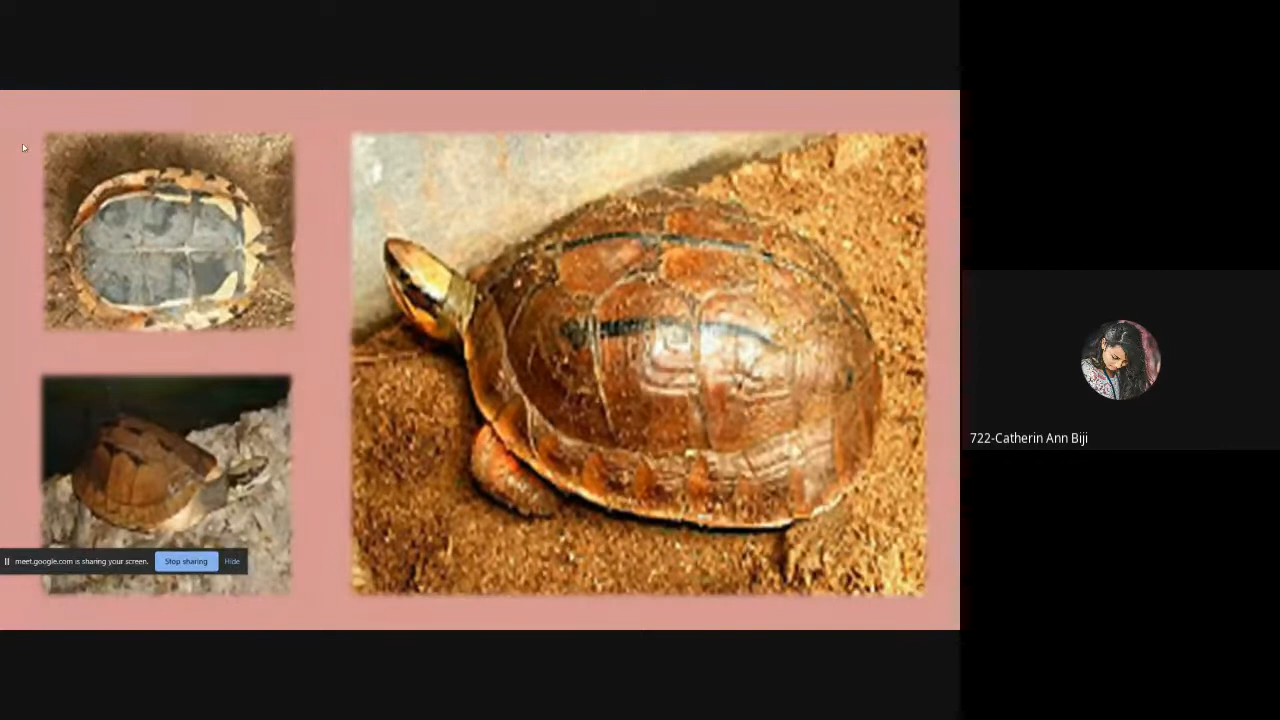 meet.google.com is sharing your screen.
Stop sharing
Hide
722-Catherin Ann Biji